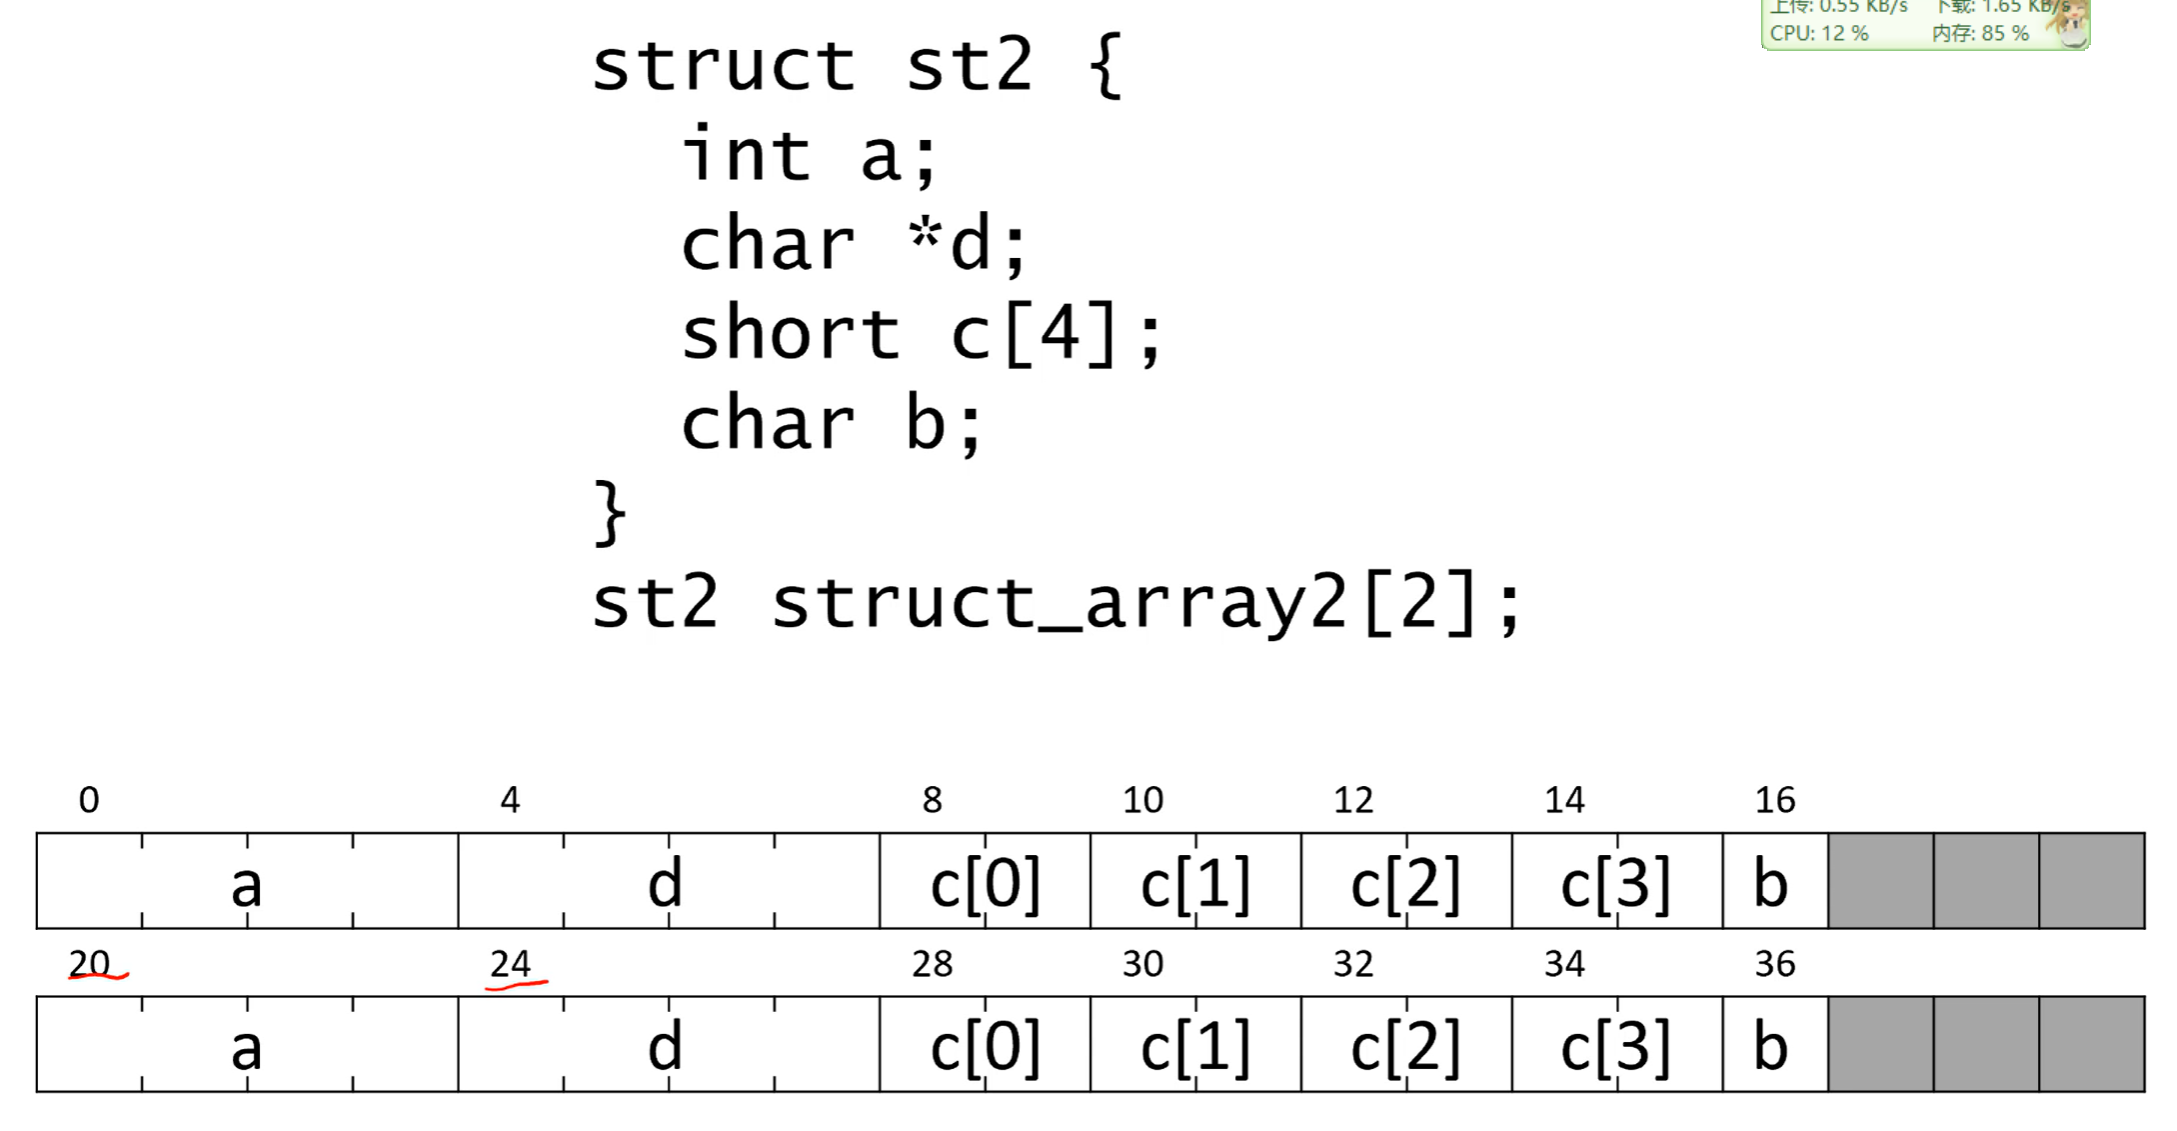 上传: 0.55 KB/s 下载: 1.65 KB/s
CPU: 12 % 内存: 85 %
struct st2 {
int a;
char *d;
short c[4];
char b;
}
st2 struct_array2[2];
0 4 8 10 12 14 16
a d c[0] c[1] c[2] c[3] b
20 24 28 30 32 34 36
a d c[0] c[1] c[2] c[3] b